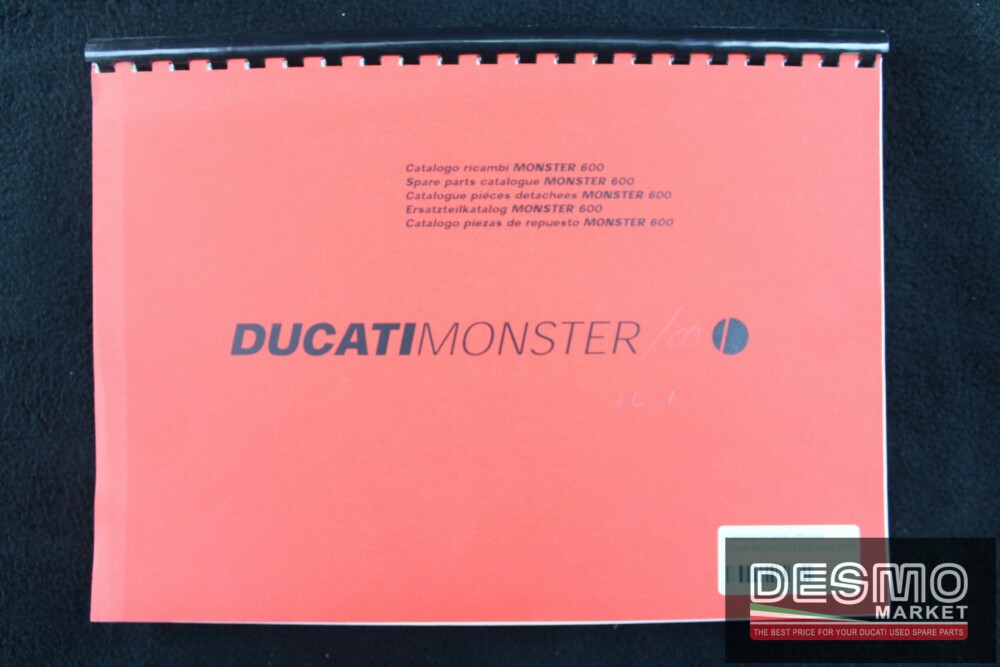 Catalogo ricambi MONSTER 600
Spare parts catalogue MONSTER 600
Catalogue piéces detachees MONSTER 600
Ersatzteilkatalog MONSTER 600
Catalogo piezas de repuesto MONSTER 600
DUCATIMONSTER
DESMO
MARKET
THE BEST PRICE FOR YOUR DUCATI USED SPARE PARTS